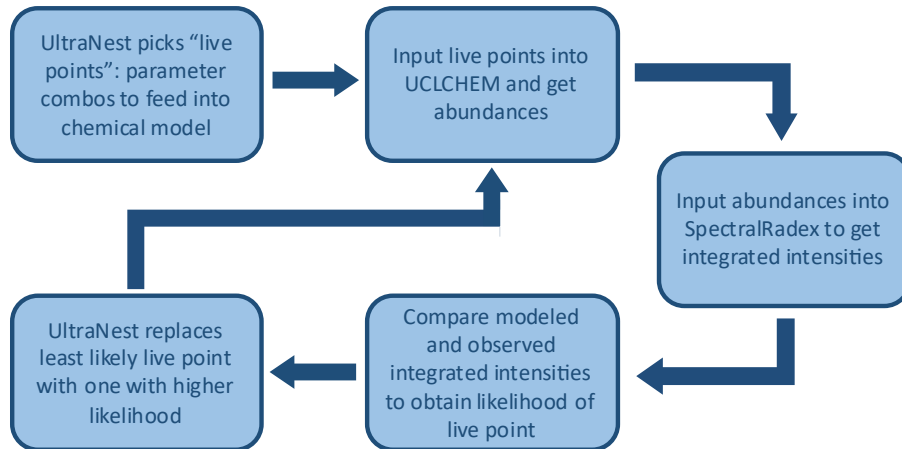 UltraNest picks “live
points”: parameter
combos to feed into
chemical model
Input live points into
UCLCHEM and get
abundances
Input abundances into
SpectralRadex to get
integrated intensities
Compare modeled
and observed
integrated intensities
to obtain likelihood of
live point
UltraNest replaces
least likely live point
with one with higher
likelihood